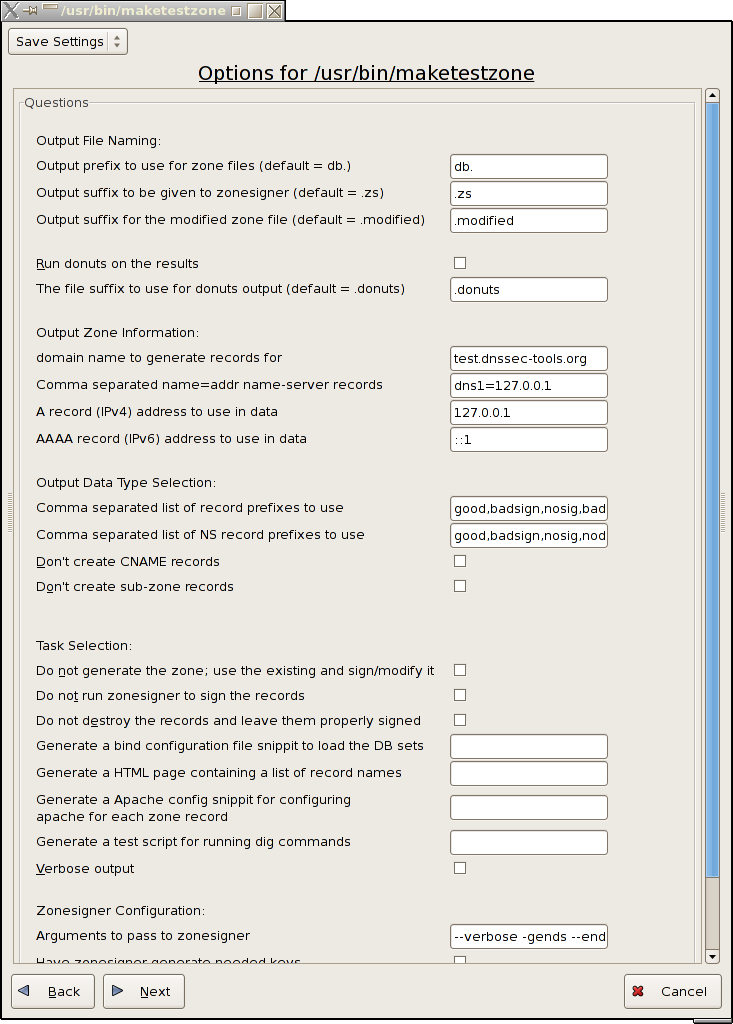 /usr/bin/maketestzone
Save Settings
Options for /usr/bin/maketestzone
Questions
Output File Naming:
Output prefix to use for zone files (default = db.) db.
Output suffix to be given to zonesigner (default = .zs) .zs
Output suffix for the modified zone file (default = .modified) .modified
Run donuts on the results
The file suffix to use for donuts output (default = .donuts) .donuts
Output Zone Information:
domain name to generate records for test.dnssec-tools.org
Comma separated name=addr name-server records dns1=127.0.0.1
A record (IPv4) address to use in data 127.0.0.1
AAAA record (IPv6) address to use in data ::1
Output Data Type Selection:
Comma separated list of record prefixes to use good,badsign,nosig,bad
Comma separated list of NS record prefixes to use good,badsign,nosig,nod
Don't create CNAME records
Don't create sub-zone records
Task Selection:
Do not generate the zone; use the existing and sign/modify it
Do not run zonesigner to sign the records
Do not destroy the records and leave them properly signed
Generate a bind configuration file snippit to load the DB sets
Generate a HTML page containing a list of record names
Generate a Apache config snippit for configuring
apache for each zone record
Generate a test script for running dig commands
Verbose output
Zonesigner Configuration:
Arguments to pass to zonesigner --verbose -gends --end
Have zonesigner generate needed keys
Back Next Cancel